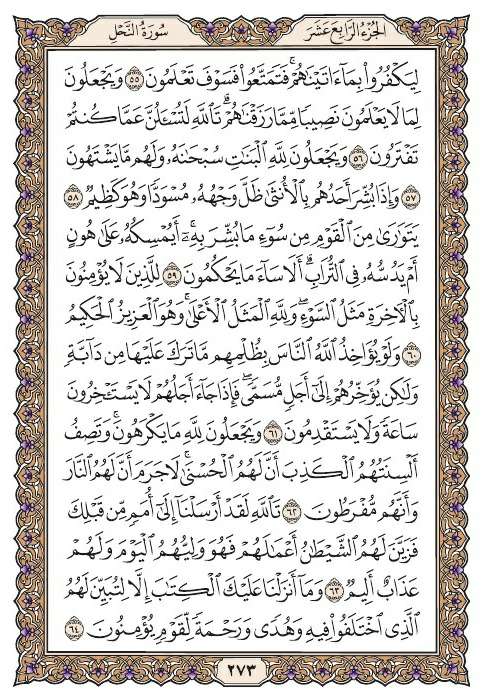 الجزء الرابع عشر
سورة النحل
لِيَكْفُرُوا۟ بِمَآ ءَاتَيْنَـٰهُمْ ۚ فَتَمَتَّعُوا۟ فَسَوْفَ تَعْلَمُونَ ٥٥ وَيَجْعَلُونَ
لِمَا لَا يَعْلَمُونَ نَصِيبًا مِّمَّا رَزَقْنَـٰهُمْ ۗ تَٱللَّهِ لَتُسْـَٔلُنَّ عَمَّا كُنتُمْ
تَفْتَرُونَ ٥٦ وَيَجْعَلُونَ لِلَّهِ ٱلْبَنَـٰتِ سُبْحَـٰنَهُۥ وَلَهُم مَّا يَشْتَهُونَ
٥٧ وَإِذَا بُشِّرَ أَحَدُهُم بِٱلْأُنثَىٰ ظَلَّ وَجْهُهُۥ مُسْوَدًّا وَهُوَ كَظِيمٌ ٥٨
يَتَوَٰرَىٰ مِنَ ٱلْقَوْمِ مِن سُوٓءِ مَا بُشِّرَ بِهِۦٓ ۚ أَيُمْسِكُهُۥ عَلَىٰ هُونٍ
أَمْ يَدُسُّهُۥ فِى ٱلتُّرَابِ ۗ أَلَا سَآءَ مَا يَحْكُمُونَ ٥٩ لِلَّذِينَ لَا يُؤْمِنُونَ
بِٱلْـَٔاخِرَةِ مَثَلُ ٱلسَّوْءِ ۖ وَلِلَّهِ ٱلْمَثَلُ ٱلْأَعْلَىٰ ۚ وَهُوَ ٱلْعَزِيزُ ٱلْحَكِيمُ
٦٠ وَلَوْ يُؤَاخِذُ ٱللَّهُ ٱلنَّاسَ بِظُلْمِهِم مَّا تَرَكَ عَلَيْهَا مِن دَآبَّةٍ
وَلَـٰكِن يُؤَخِّرُهُمْ إِلَىٰٓ أَجَلٍ مُّسَمًّى ۖ فَإِذَا جَآءَ أَجَلُهُمْ لَا يَسْتَـْٔخِرُونَ
سَاعَةً وَلَا يَسْتَقْدِمُونَ ٦١ وَيَجْعَلُونَ لِلَّهِ مَا يَكْرَهُونَ ۚ وَتَصِفُ
أَلْسِنَتُهُمُ ٱلْكَذِبَ أَنَّ لَهُمُ ٱلْحُسْنَىٰ ۖ لَا جَرَمَ أَنَّ لَهُمُ ٱلنَّارَ
وَأَنَّهُم مُّفْرَطُونَ ٦٢ تَٱللَّهِ لَقَدْ أَرْسَلْنَآ إِلَىٰٓ أُمَمٍ مِّن قَبْلِكَ
فَزَيَّنَ لَهُمُ ٱلشَّيْطَـٰنُ أَعْمَـٰلَهُمْ فَهُوَ وَلِيُّهُمُ ٱلْيَوْمَ وَلَهُمْ
عَذَابٌ أَلِيمٌ ٦٣ وَمَآ أَنزَلْنَا عَلَيْكَ ٱلْكِتَـٰبَ إِلَّا لِتُبَيِّنَ لَهُمُ
ٱلَّذِى ٱخْتَلَفُوا۟ فِيهِ ۙ وَهُدًى وَرَحْمَةً لِّقَوْمٍ يُؤْمِنُونَ ٦٤
٢٧٣